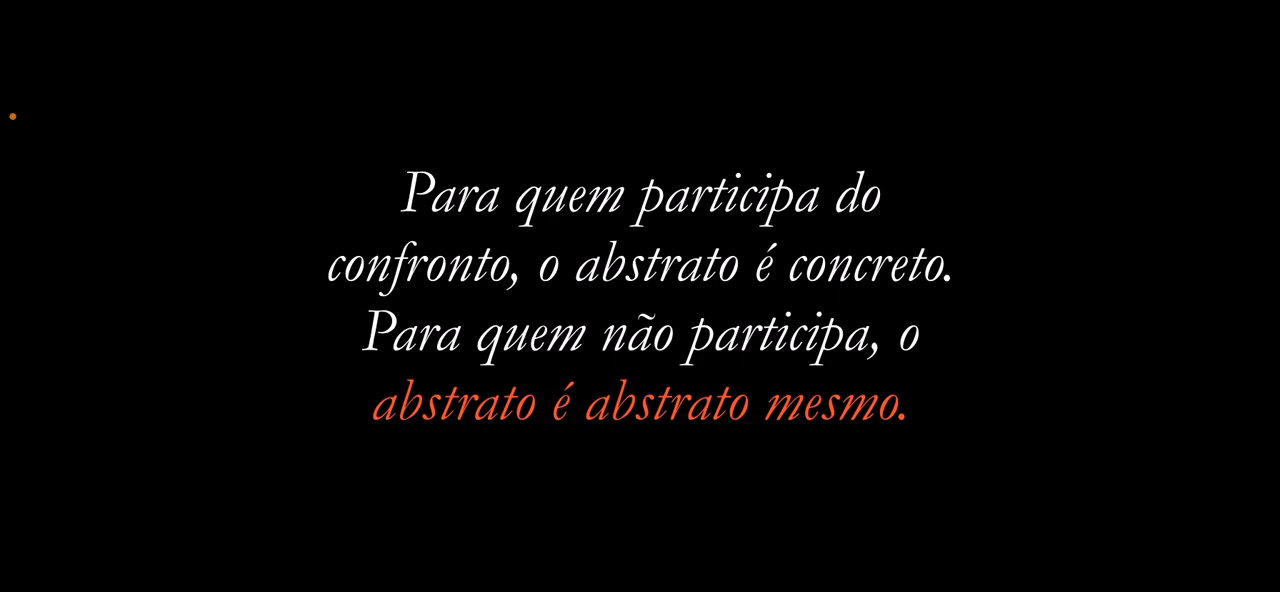 Para quem participa do
confronto, o abstrato é concreto.
Para quem não participa, o
abstrato é abstrato mesmo.